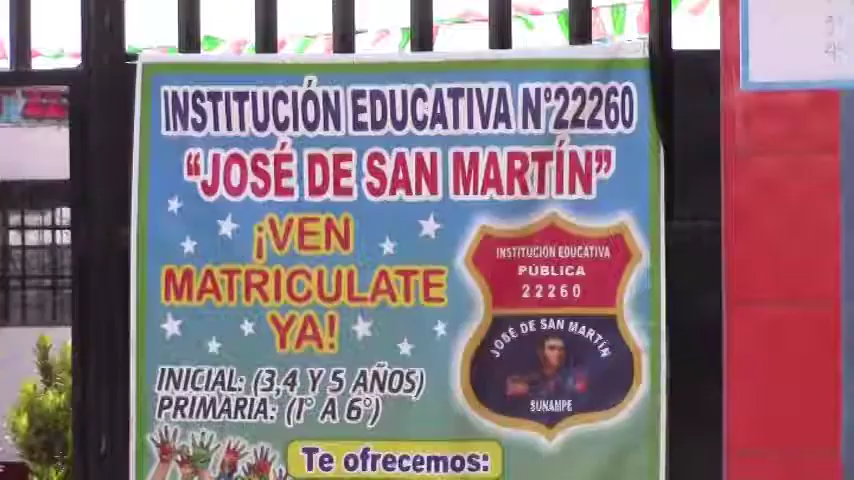 INSTITUCIÓN EDUCATIVA N°22260
"JOSÉ DE SAN MARTÍN"
¡VEN
MATRICULATE
YA!
INSTITUCIÓN EDUCATIVA
PÚBLICA
22260
JOSÉ DE SAN MARTÍN
SUNAMPE
INICIAL: (3,4 Y 5 AÑOS)
PRIMARIA: (1° A 6°)
Te ofrecemos: